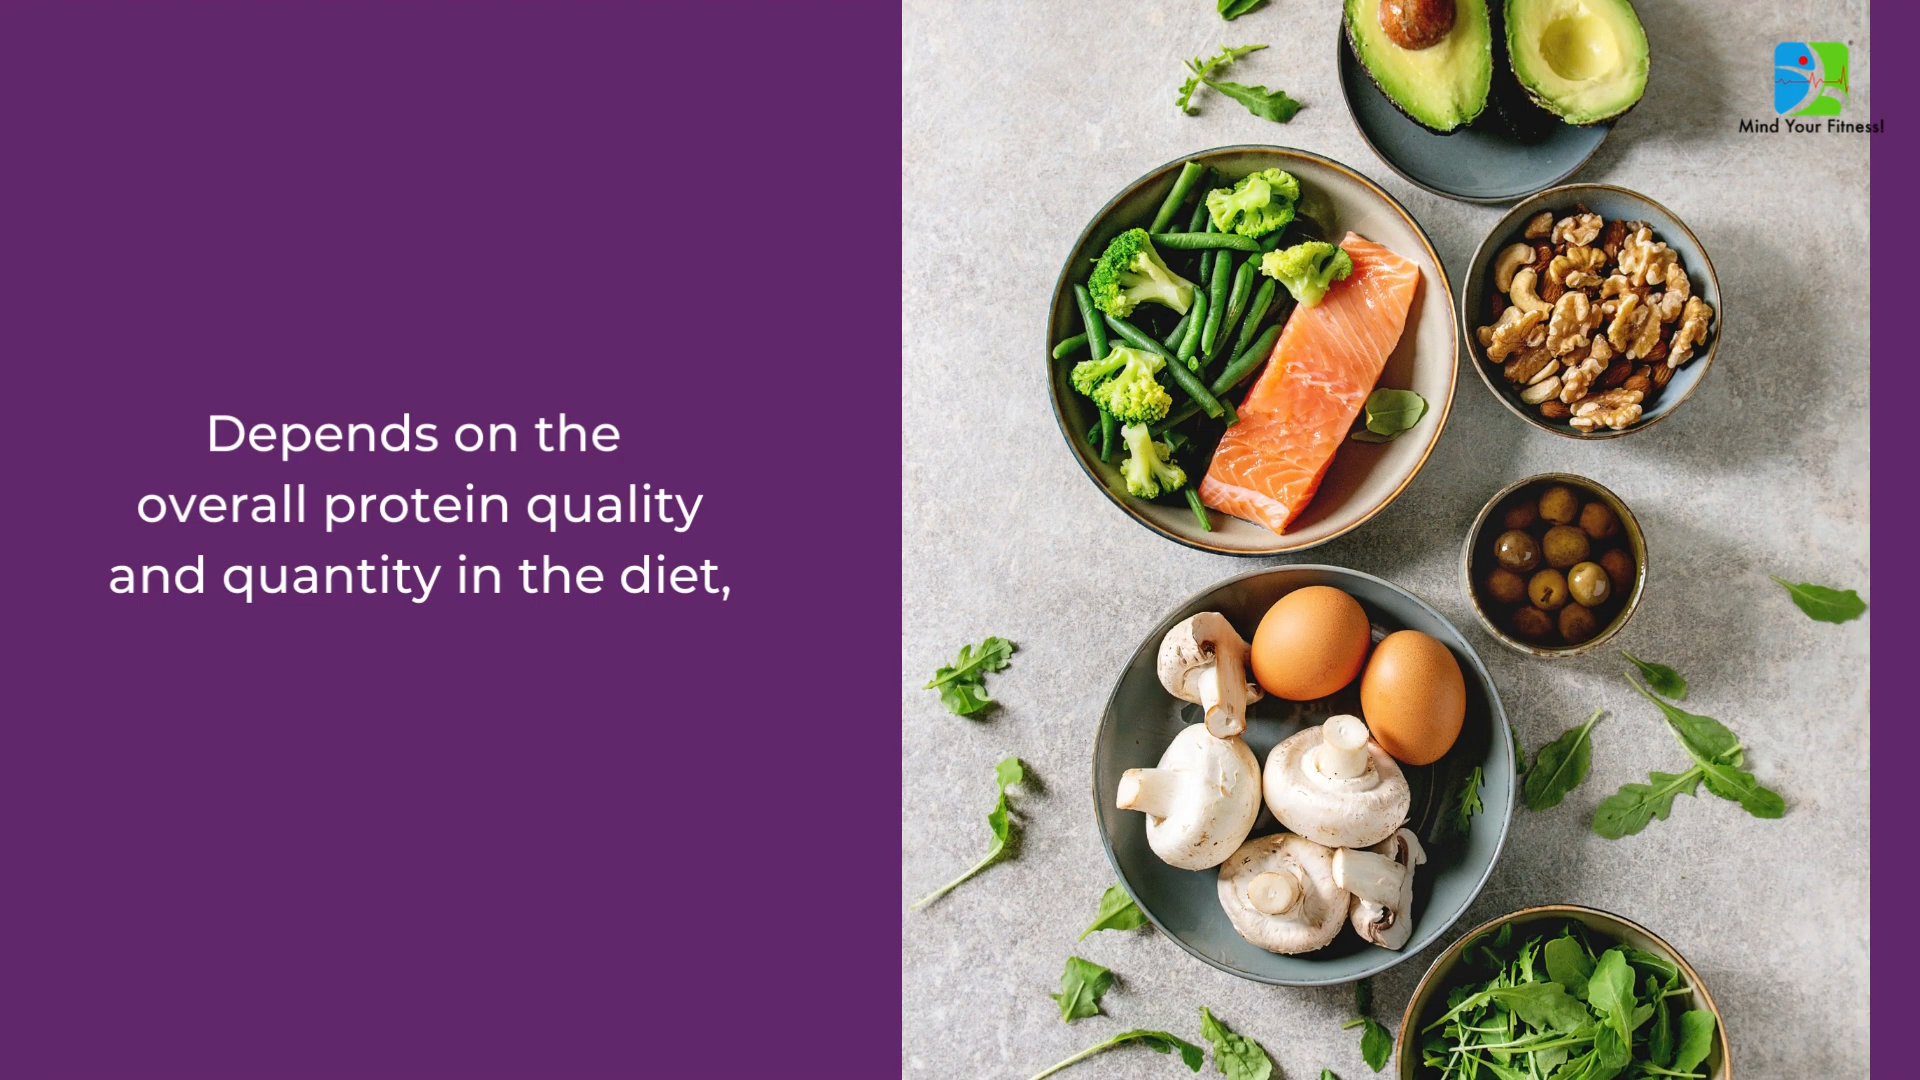 Depends on the
overall protein quality
and quantity in the diet,
Mind Your Fitness!